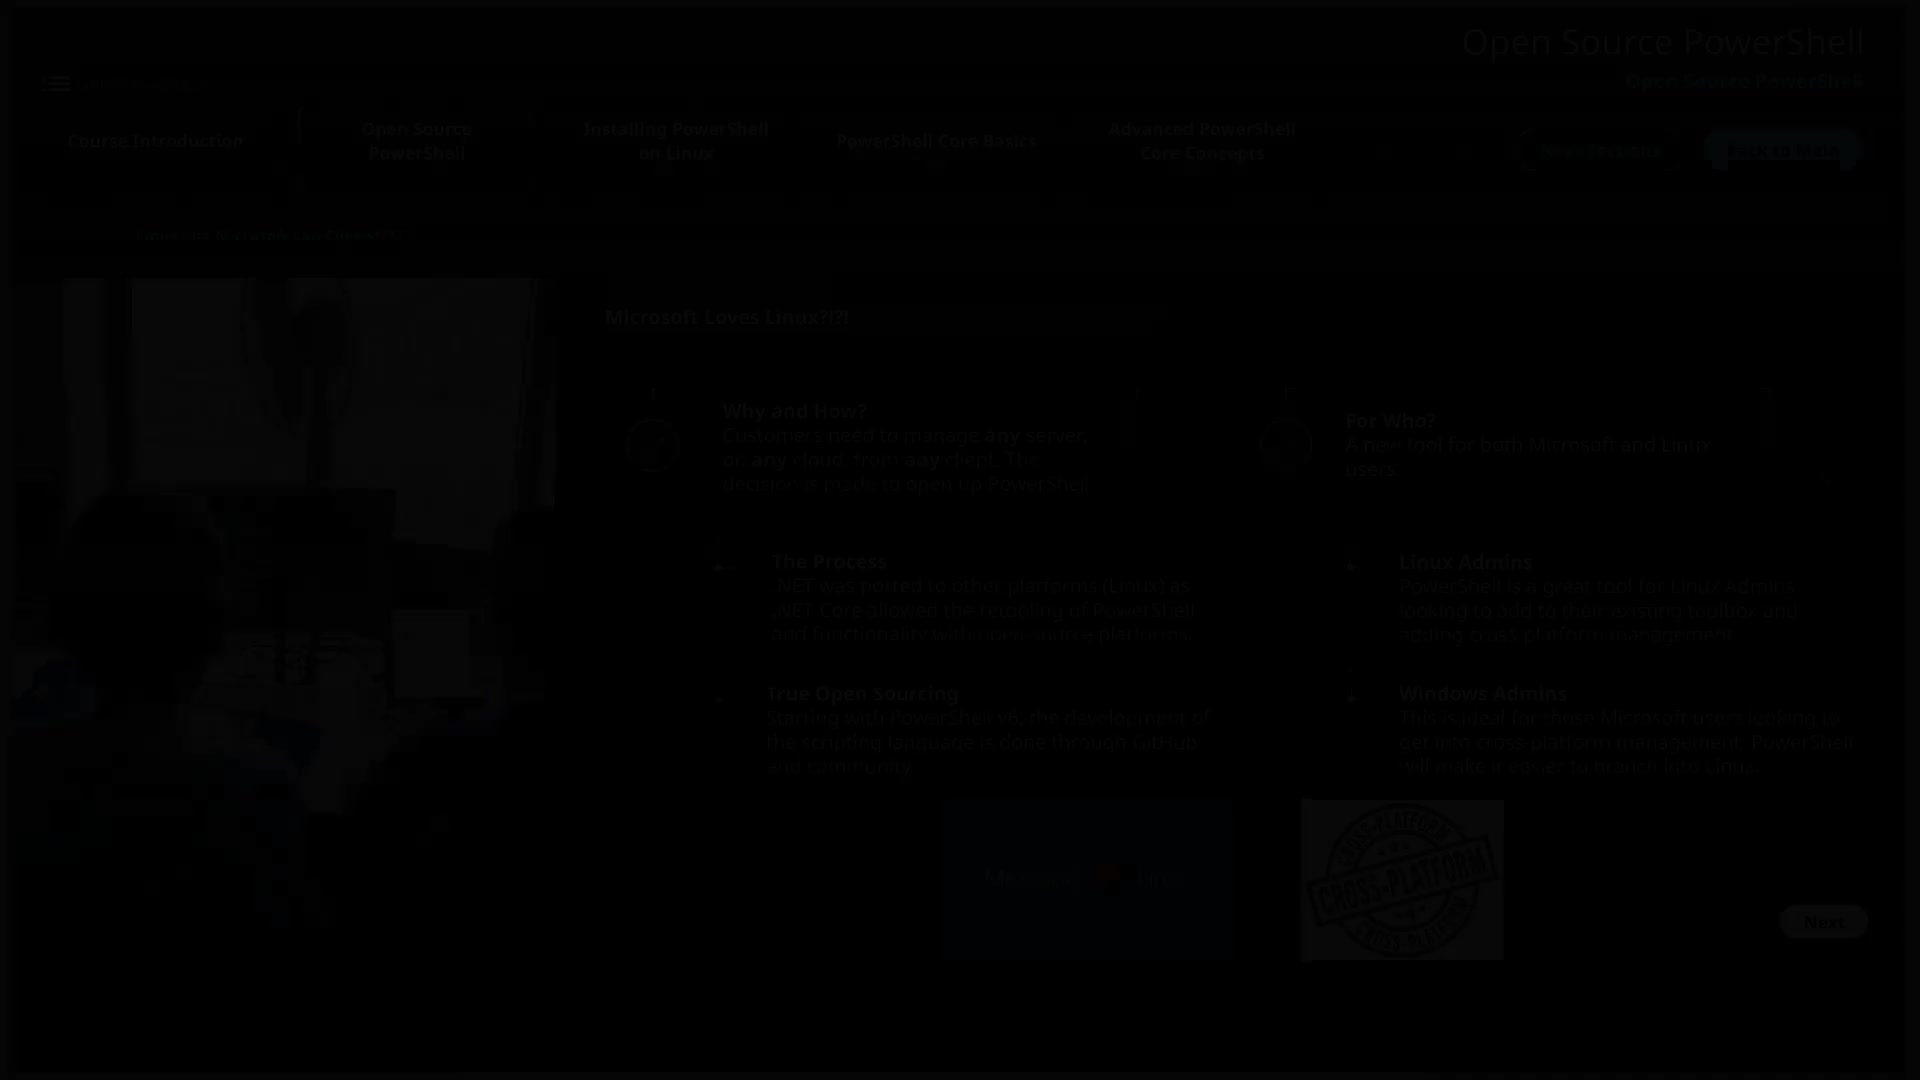 Open Source PowerShell
Open Source PowerShell
Course Introduction
Open Source
PowerShell
Installing PowerShell
on Linux
PowerShell Core Basics
Advanced PowerShell
Core Concepts
Back to Main
Microsoft Loves Linux?!?!
Why and How?
Customers need to manage any server,
on any cloud, from any client. The
decision is made to open up PowerShell
For Who?
A new tool for both Microsoft and Linux
users.
The Process
.NET was ported to other platforms (Linux) as
.NET Core allowed the recoding of PowerShell
and functionality with open-source platforms.
Linux Admins
PowerShell is a great tool for Linux Admins
looking to add to their existing toolbox and
adding cross-platform management.
True Open Sourcing
Starting with PowerShell v6, the development of
the scripting language is done through GitHub
and community.
Windows Admins
This is ideal for those Microsoft users looking to
get into cross-platform management. PowerShell
will make it easier to branch into Linux.
Microsoft Linux
CROSS-PLATFORM
CROSS-PLATFORM
CROSS-PLATFORM
Next